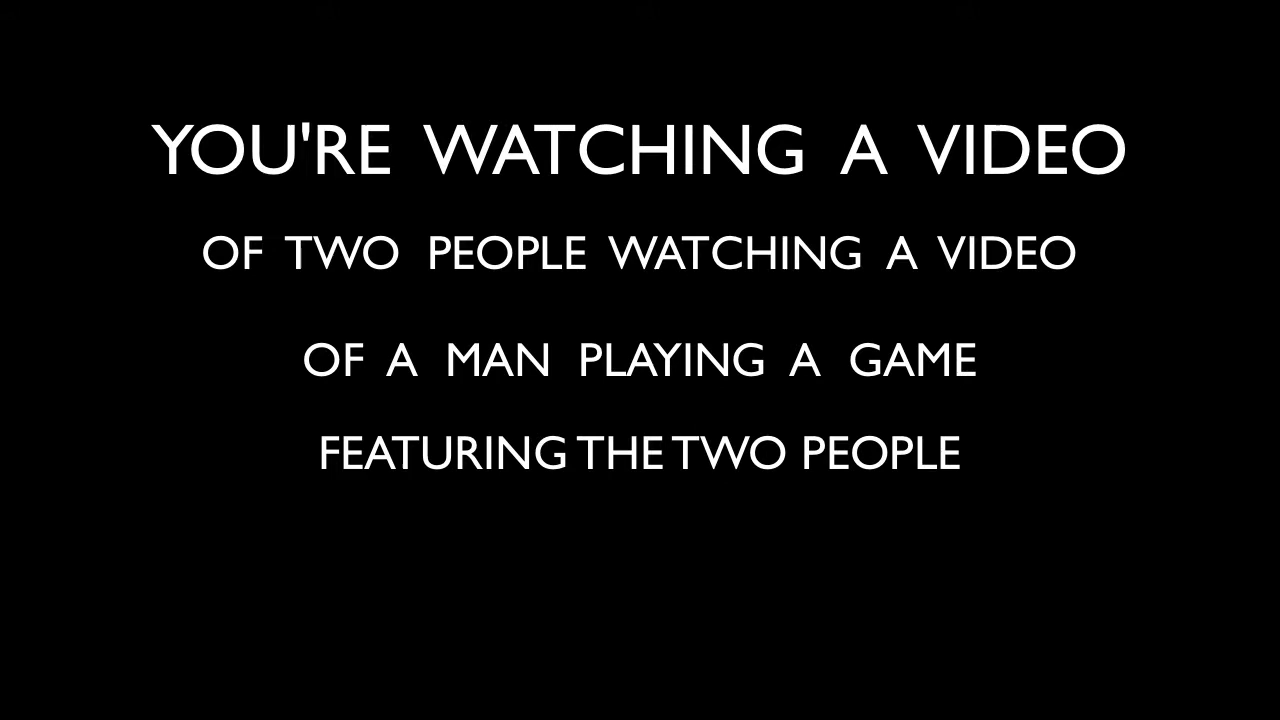 YOU'RE WATCHING A VIDEO
OF TWO PEOPLE WATCHING A VIDEO
OF A MAN PLAYING A GAME
FEATURING THE TWO PEOPLE